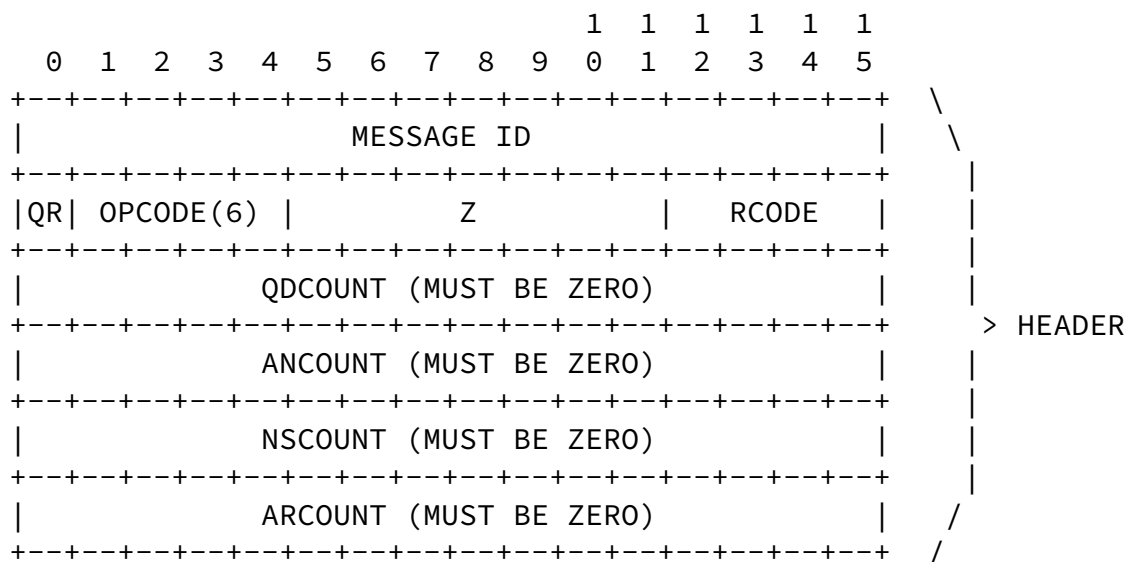 1  1  1  1  1  1
  0  1  2  3  4  5  6  7  8  9  0  1  2  3  4  5
+--+--+--+--+--+--+--+--+--+--+--+--+--+--+--+--+  \
|                  MESSAGE ID                   |   \
+--+--+--+--+--+--+--+--+--+--+--+--+--+--+--+--+    |
|QR| OPCODE(6) |         Z          |   RCODE   |    |
+--+--+--+--+--+--+--+--+--+--+--+--+--+--+--+--+    |
|             QDCOUNT (MUST BE ZERO)            |    |
+--+--+--+--+--+--+--+--+--+--+--+--+--+--+--+--+     > HEADER
|             ANCOUNT (MUST BE ZERO)            |    |
+--+--+--+--+--+--+--+--+--+--+--+--+--+--+--+--+    |
|             NSCOUNT (MUST BE ZERO)            |    |
+--+--+--+--+--+--+--+--+--+--+--+--+--+--+--+--+    |
|             ARCOUNT (MUST BE ZERO)            |   /
+--+--+--+--+--+--+--+--+--+--+--+--+--+--+--+--+  /